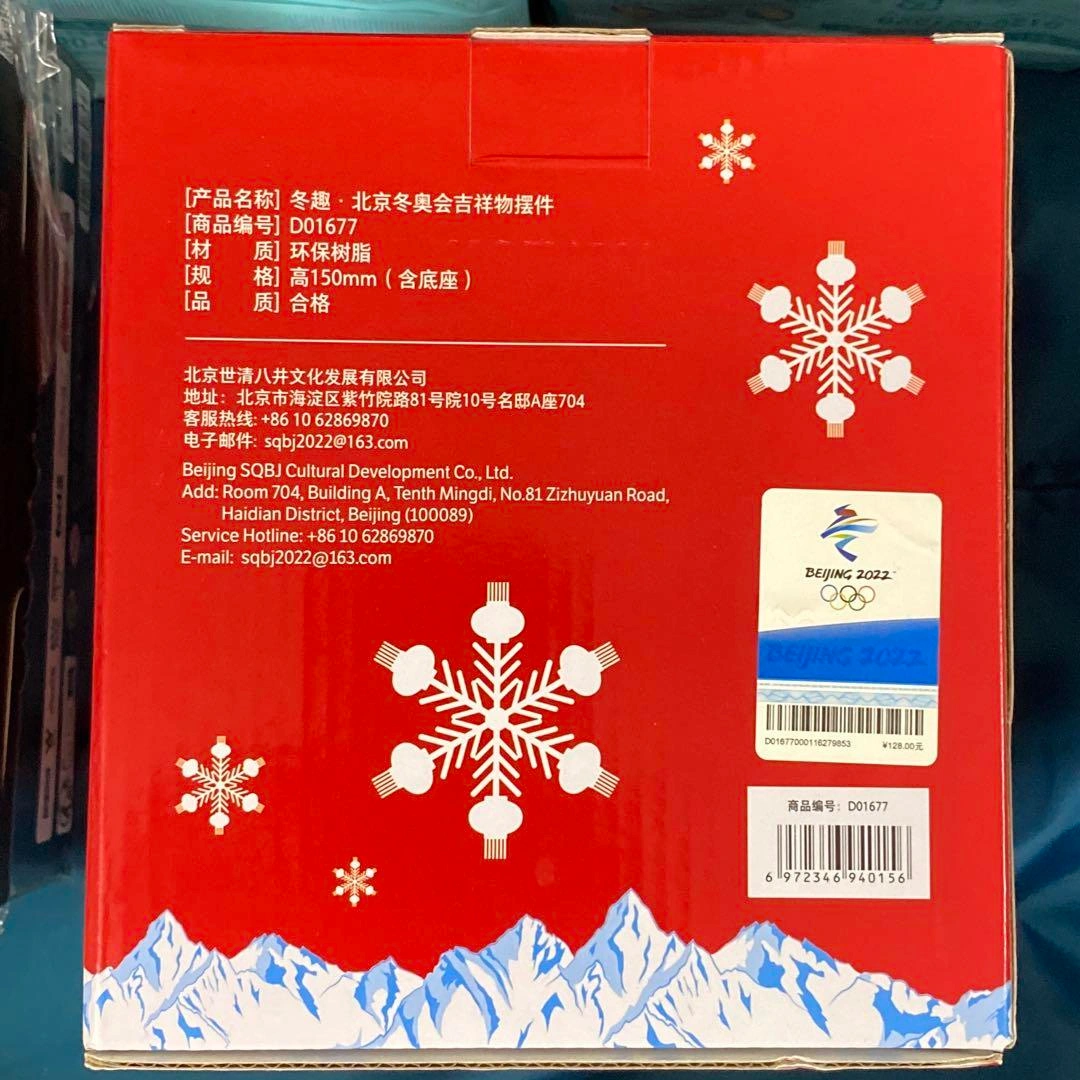 [产品名称] 冬趣·北京冬奥会吉祥物摆件
[商品编号] D01677
[材 质] 环保树脂
[规 格] 高150mm（含底座）
[品 质] 合格
北京世清八井文化发展有限公司
地址：北京市海淀区紫竹院路81号院10号名邸A座704
客服热线: +86 10 62869870
电子邮件: sqbj2022@163.com
Beijing SQBJ Cultural Development Co., Ltd.
Add: Room 704, Building A, Tenth Mingdi, No.81 Zizhuyuan Road,
Haidian District, Beijing (100089)
Service Hotline: +86 10 62869870
E-mail: sqbj2022@163.com
BEIJING 2022
BEIJING 2022
D01677000116279853 ¥128.00元
商品编号: D01677
6 972346 940156